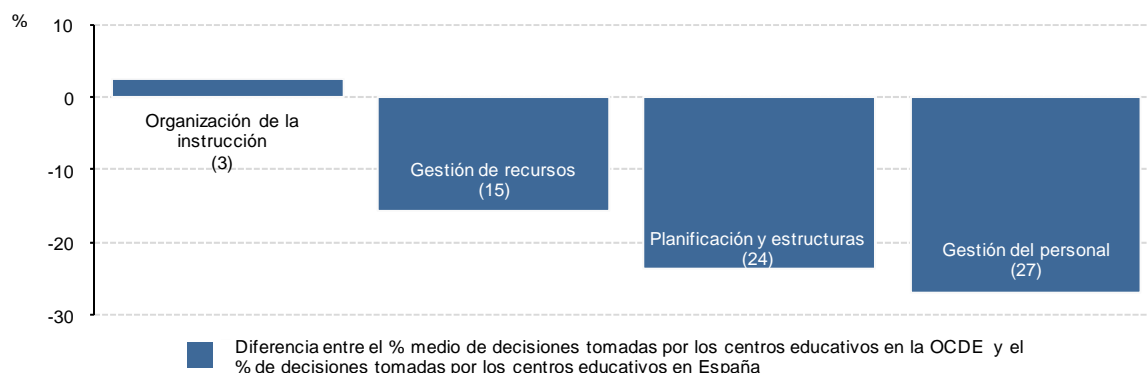 %
10
0
-10
-20
-30
Organización de la
instrucción
(3)
Gestión de recursos
(15)
Planificación y estructuras
(24)
Gestión del personal
(27)
Diferencia entre el % medio de decisiones tomadas por los centros educativos en la OCDE y el
% de decisiones tomadas por los centros educativos en España